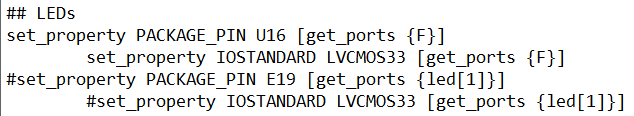 ## LEDs
set_property PACKAGE_PIN U16 [get_ports {F}]
set_property IOSTANDARD LVCMOS33 [get_ports {F}]
#set_property PACKAGE_PIN E19 [get_ports {led[1]}]
#set_property IOSTANDARD LVCMOS33 [get_ports {led[1]}]